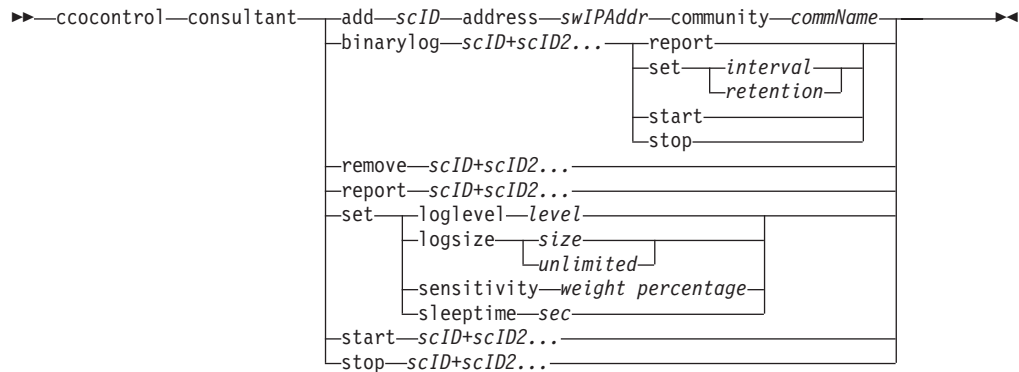 ccocontrol consultant add scID address swIPAddr community commName
binarylog scID+scID2... report
set interval
retention
start
stop
remove scID+scID2...
report scID+scID2...
set loglevel level
logsize size
unlimited
sensitivity weight percentage
sleeptime sec
start scID+scID2...
stop scID+scID2...